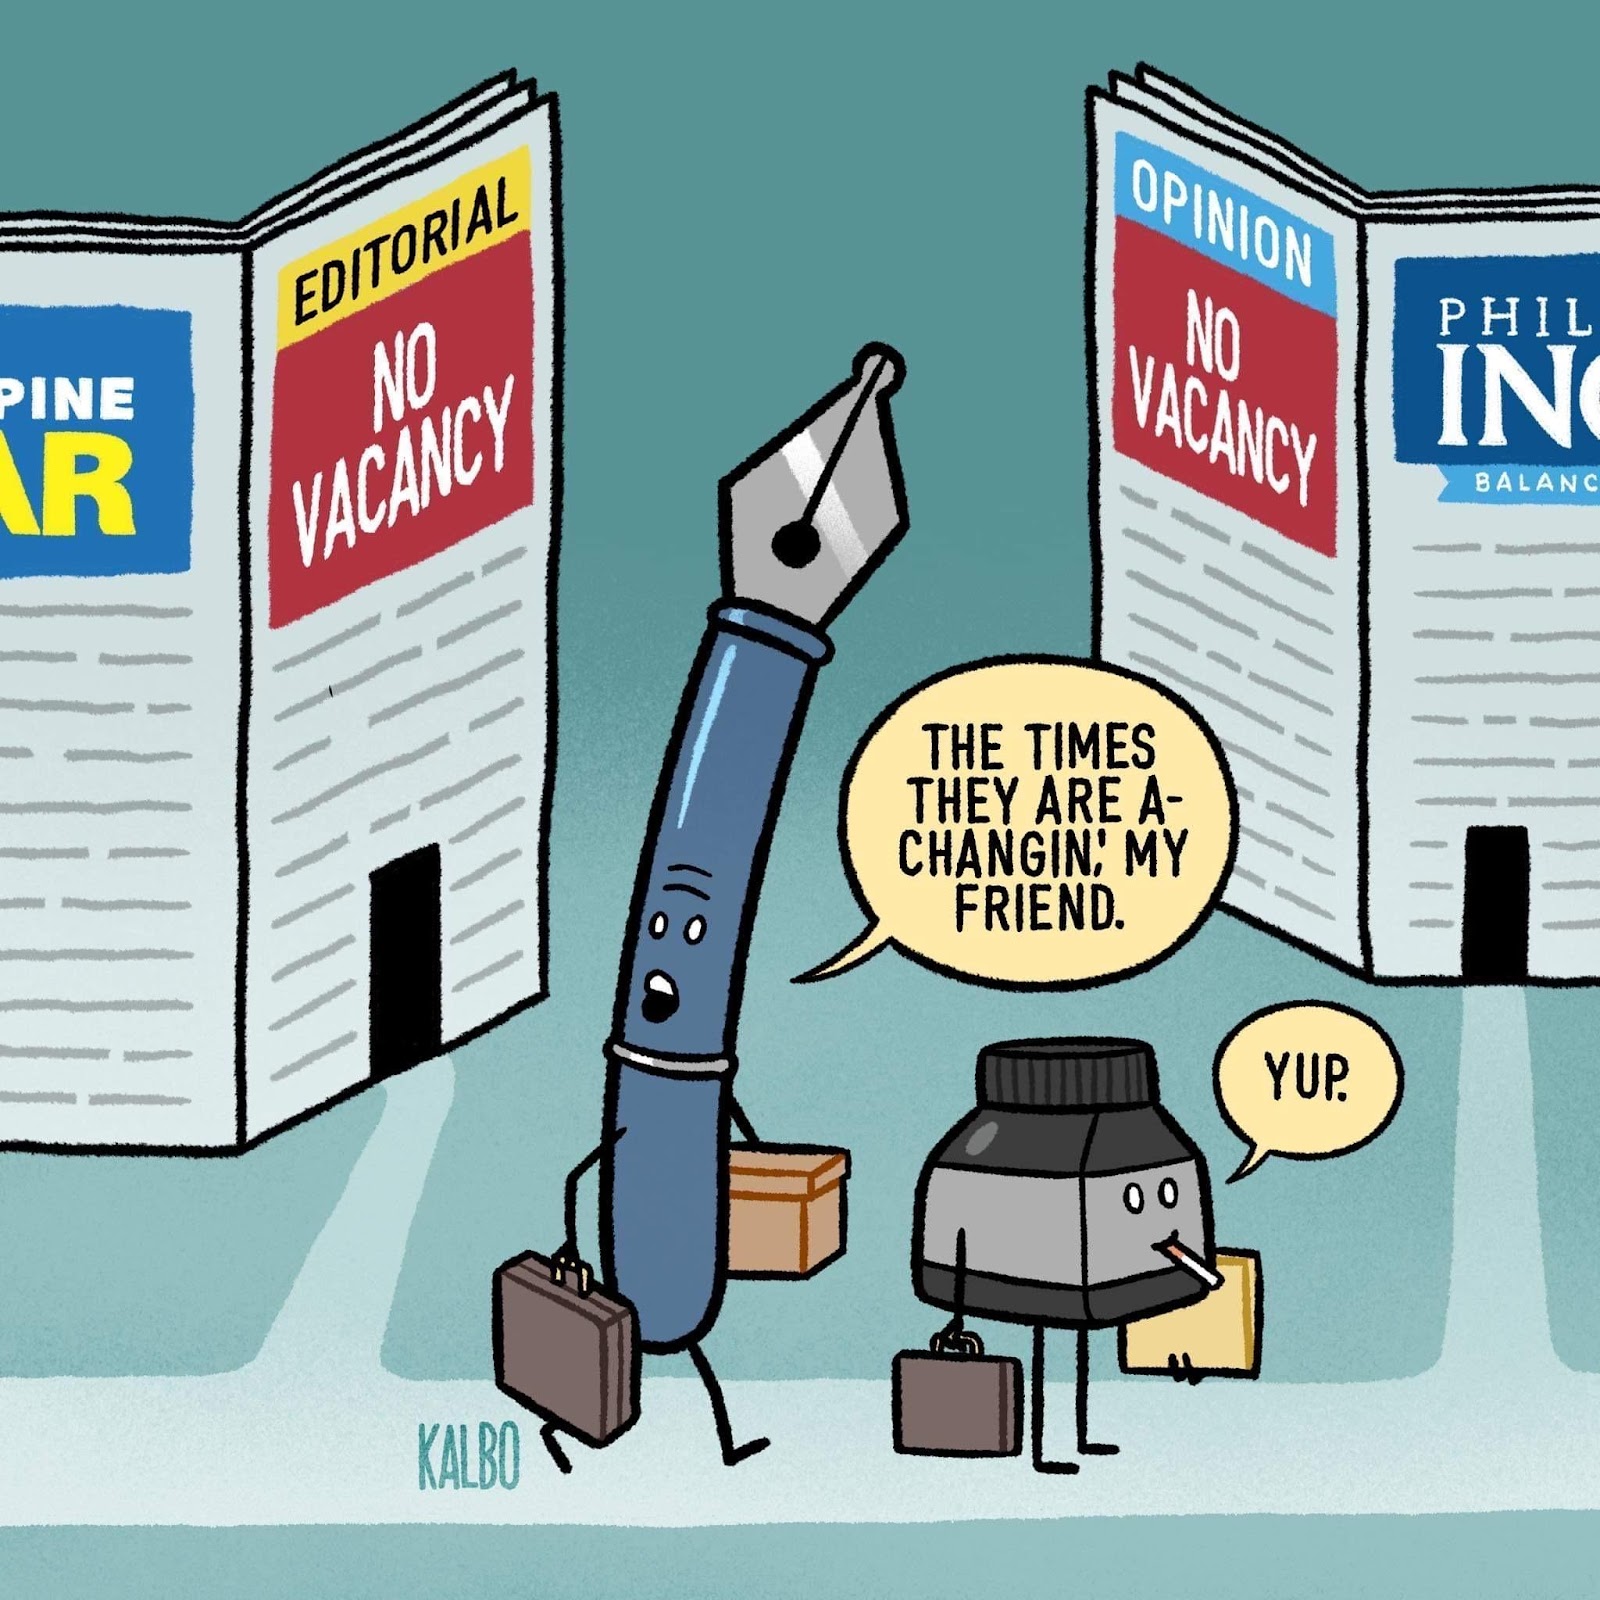 PINE
AR
EDITORIAL
NO
VACANCY
OPINION
NO
VACANCY
PHIL
INQ
BALANC
THE TIMES
THEY ARE A-
CHANGIN', MY
FRIEND.
YUP.
KALBO